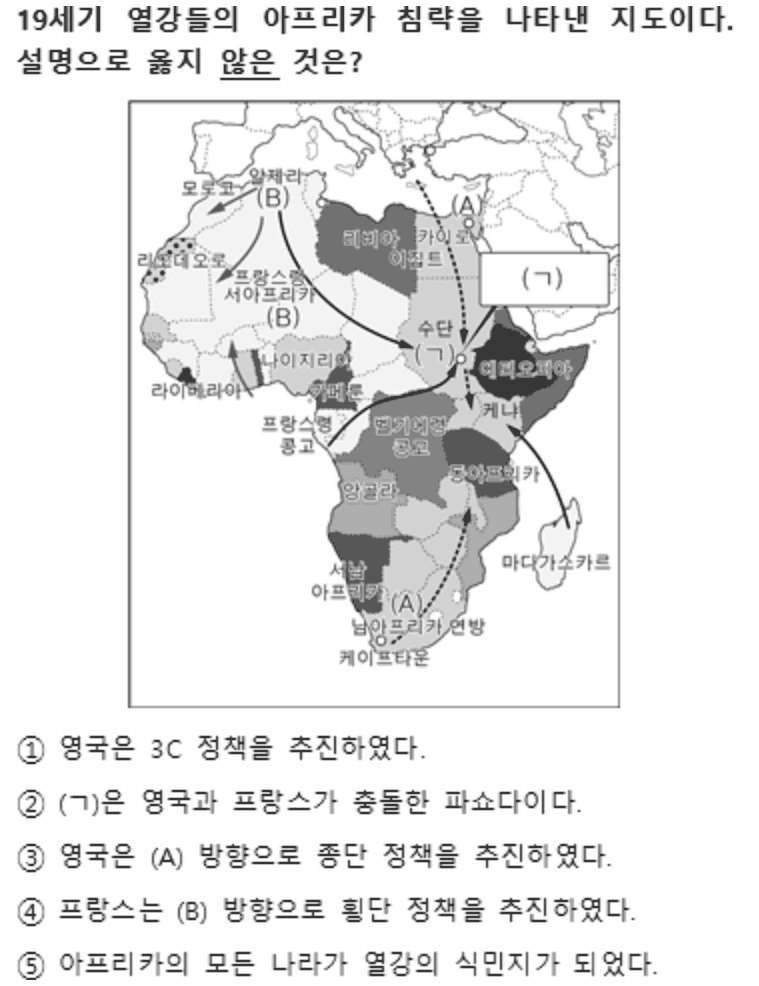 19세기 열강들의 아프리카 침략을 나타낸 지도이다.
설명으로 옳지 않은 것은?
모로코
알제리
(B)
(A)
리비아
카이로
이집트
(ㄱ)
리오데오로
프랑스령
서아프리카
(B)
수단
(ㄱ)
나이지리아
에티오피아
라이베리아
카메룬
케냐
프랑스령
콩고
벨기에령
콩고
동아프리카
앙골라
마다가스카르
서남
아프리카
(A)
남아프리카 연방
케이프타운
① 영국은 3C 정책을 추진하였다.
② (ㄱ)은 영국과 프랑스가 충돌한 파쇼다이다.
③ 영국은 (A) 방향으로 종단 정책을 추진하였다.
④ 프랑스는 (B) 방향으로 횡단 정책을 추진하였다.
⑤ 아프리카의 모든 나라가 열강의 식민지가 되었다.